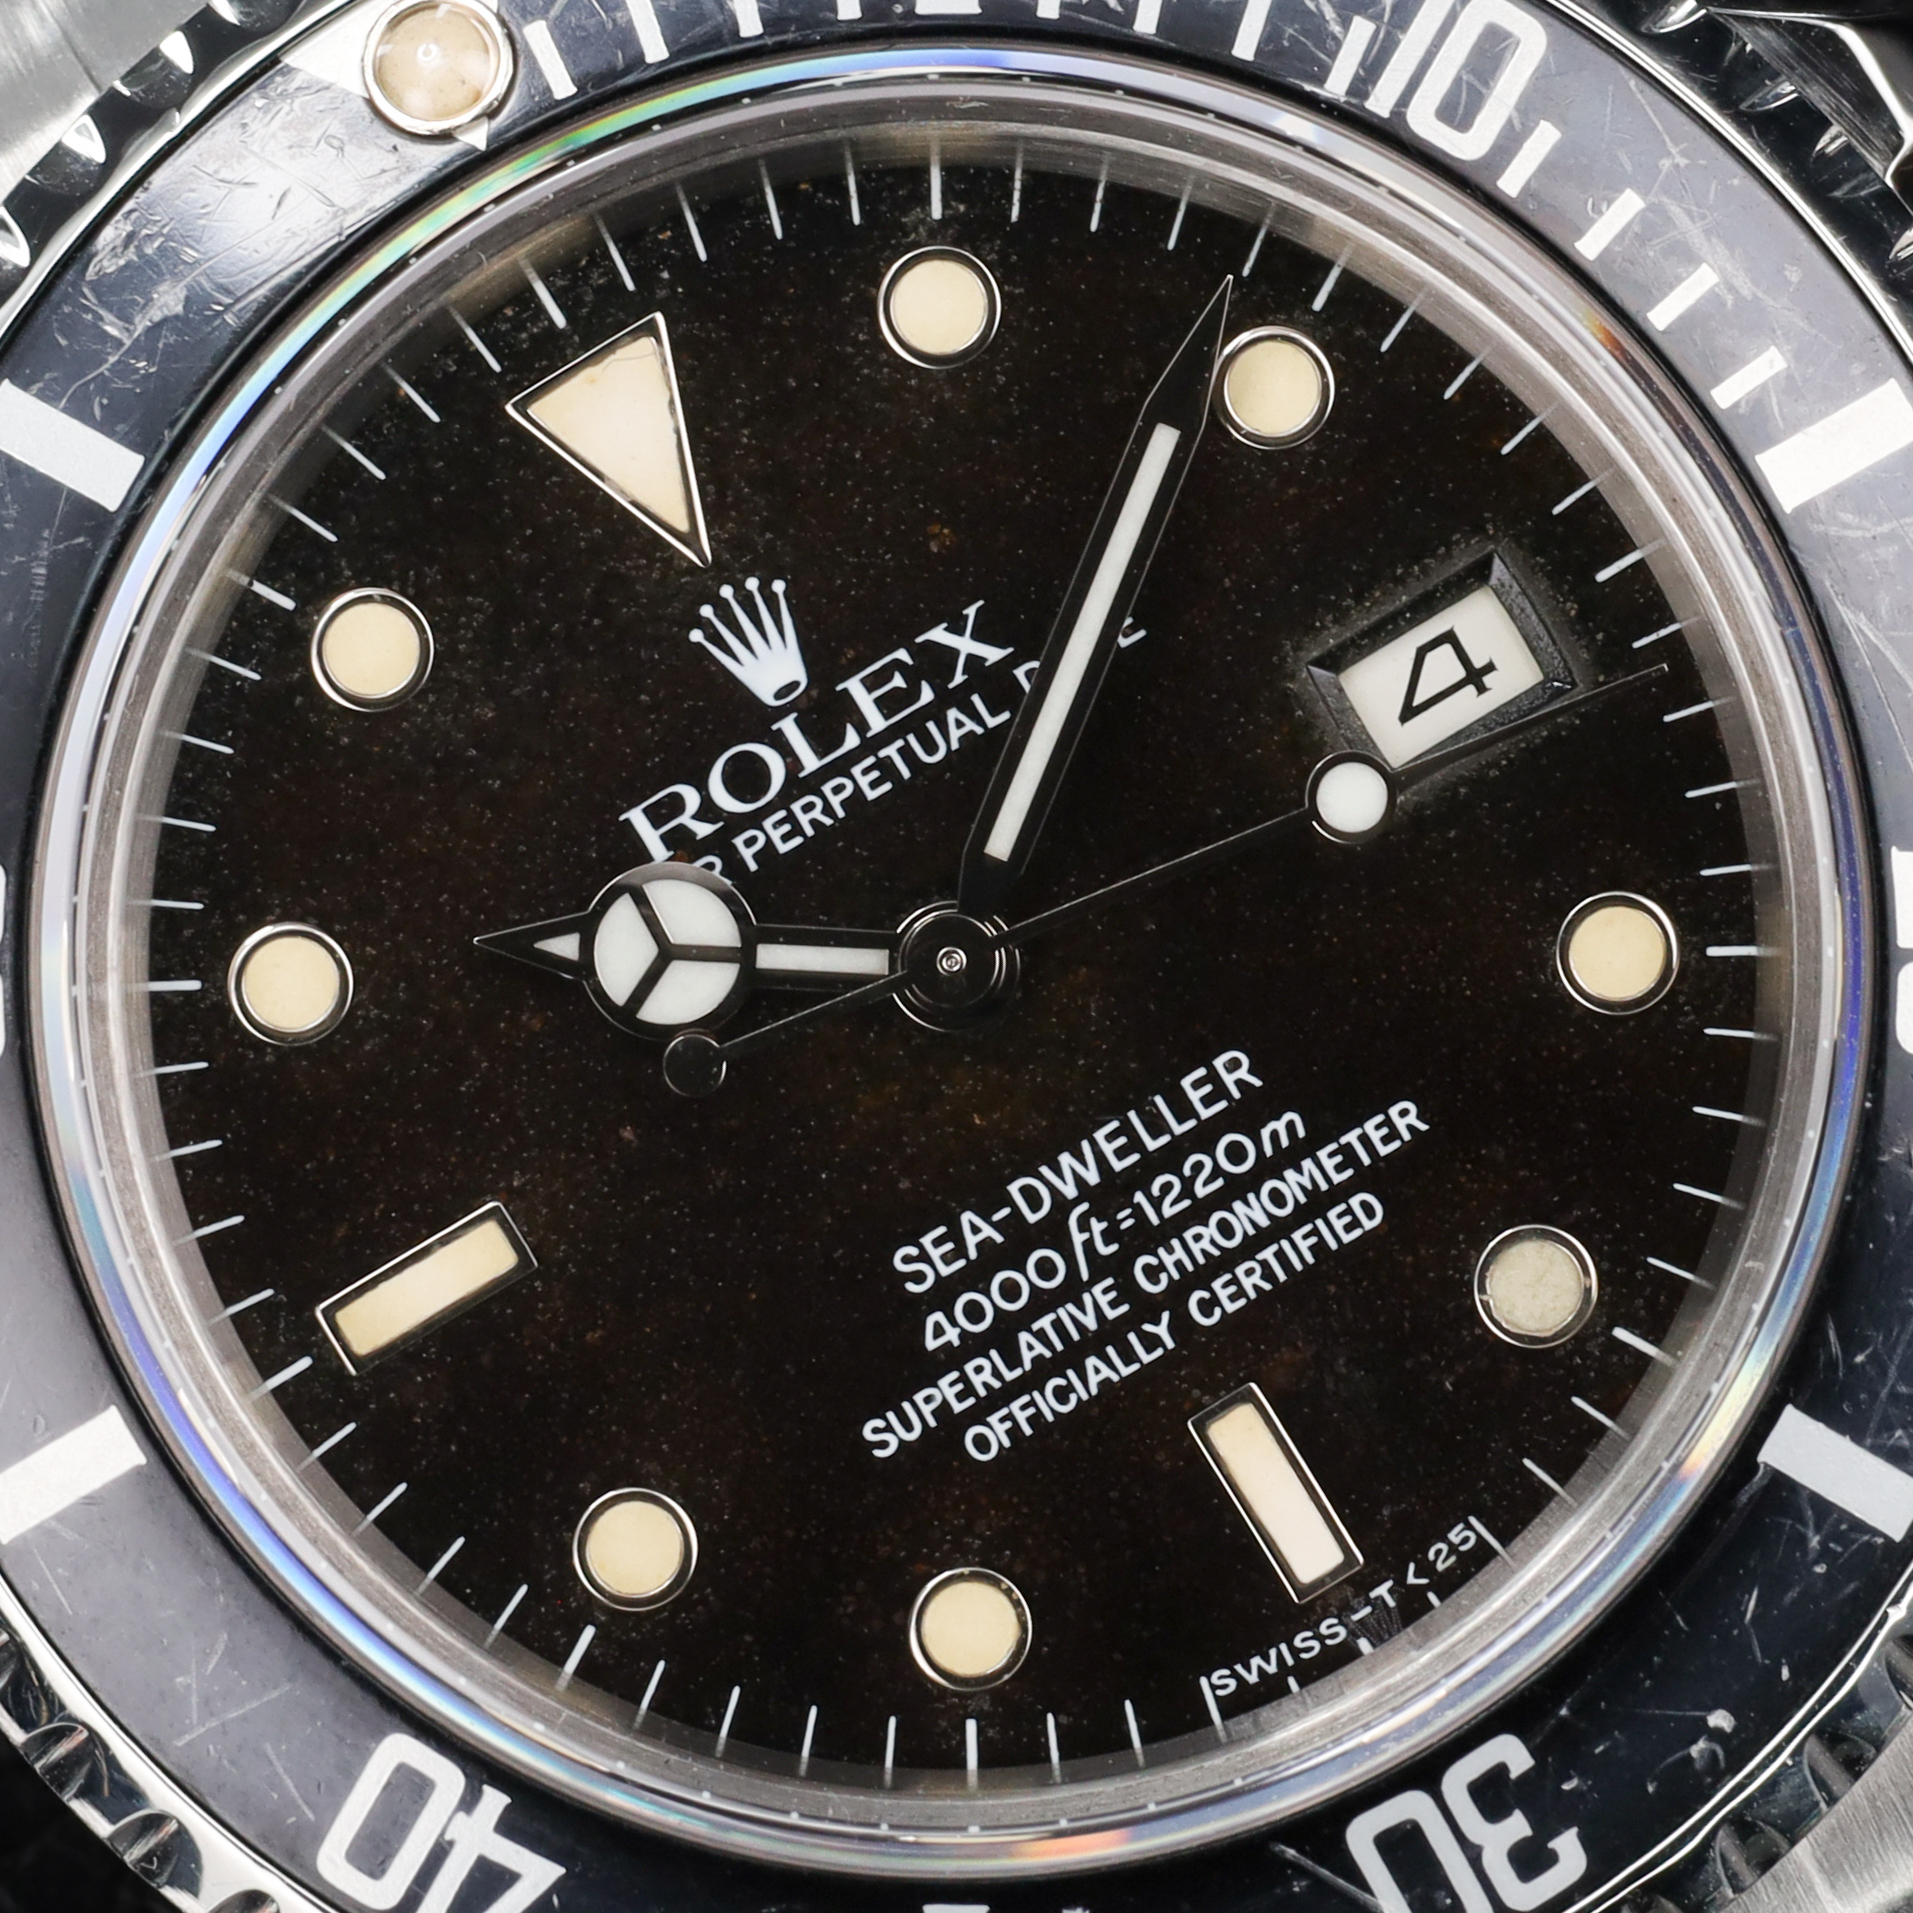 10
ROLEX
PERPETUAL
4
SEA-DWELLER
4000ft=1220m
SUPERLATIVE CHRONOMETER
OFFICIALLY CERTIFIED
SWISS-T<25
30
40